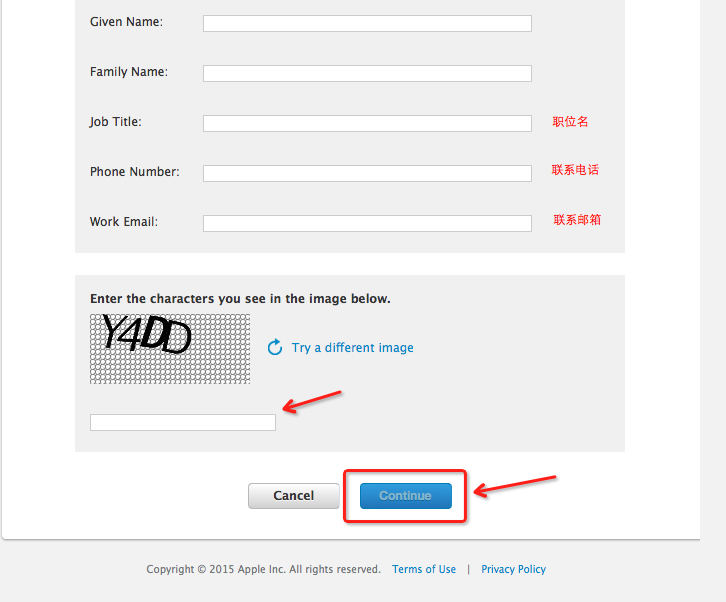 Given Name:
Family Name:
Job Title: 职位名
Phone Number: 联系电话
Work Email: 联系邮箱
Enter the characters you see in the image below.
Y4DD
Try a different image
Cancel Continue
Copyright © 2015 Apple Inc. All rights reserved. Terms of Use | Privacy Policy